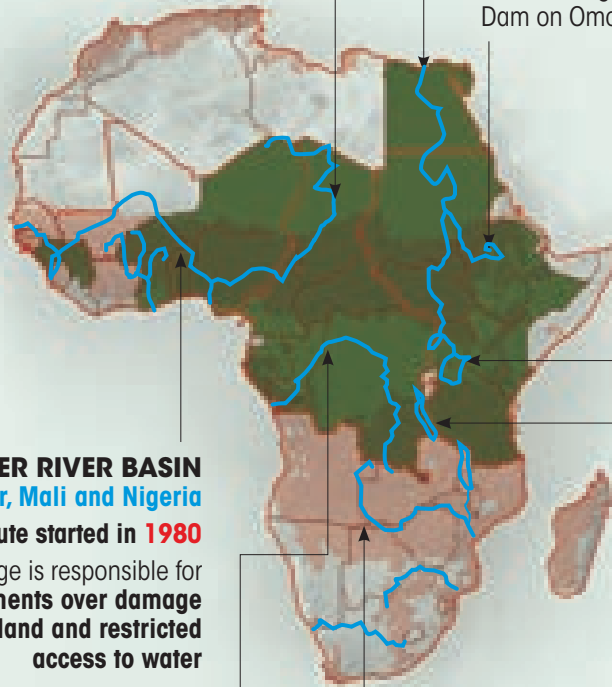 Dam on Omo
ER RIVER BASIN
r, Mali and Nigeria
ute started in 1980
ge is responsible for
ments over damage
land and restricted
access to water